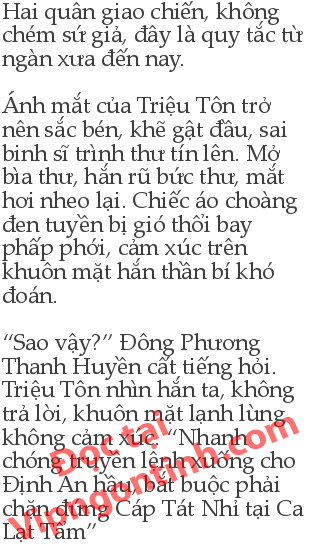 Hai quân giao chiến, không
chém sứ giả, đây là quy tắc từ
ngàn xưa đến nay.
Ánh mắt của Triệu Tôn trở
nên sắc bén, khẽ gật đầu, sai
binh sĩ trình thư tín lên. Mở
bìa thư, hắn rũ bức thư, mắt
hơi nheo lại. Chiếc áo choàng
đen tuyền bị gió thổi bay
phấp phới, cảm xúc trên
khuôn mặt hắn thần bí khó
đoán.
“Sao vậy?” Đông Phương
Thanh Huyền cất tiếng hỏi.
Triệu Tôn nhìn hắn ta, không
trả lời, khuôn mặt lạnh lùng
không cảm xúc. “Nhanh
chóng truyền lệnh xuống cho
Định An hầu, bắt buộc phải
chặn đứng Cáp Tát Nhĩ tại Ca
Lạt Tầm”
Đọc tại
Vipngontinh.com